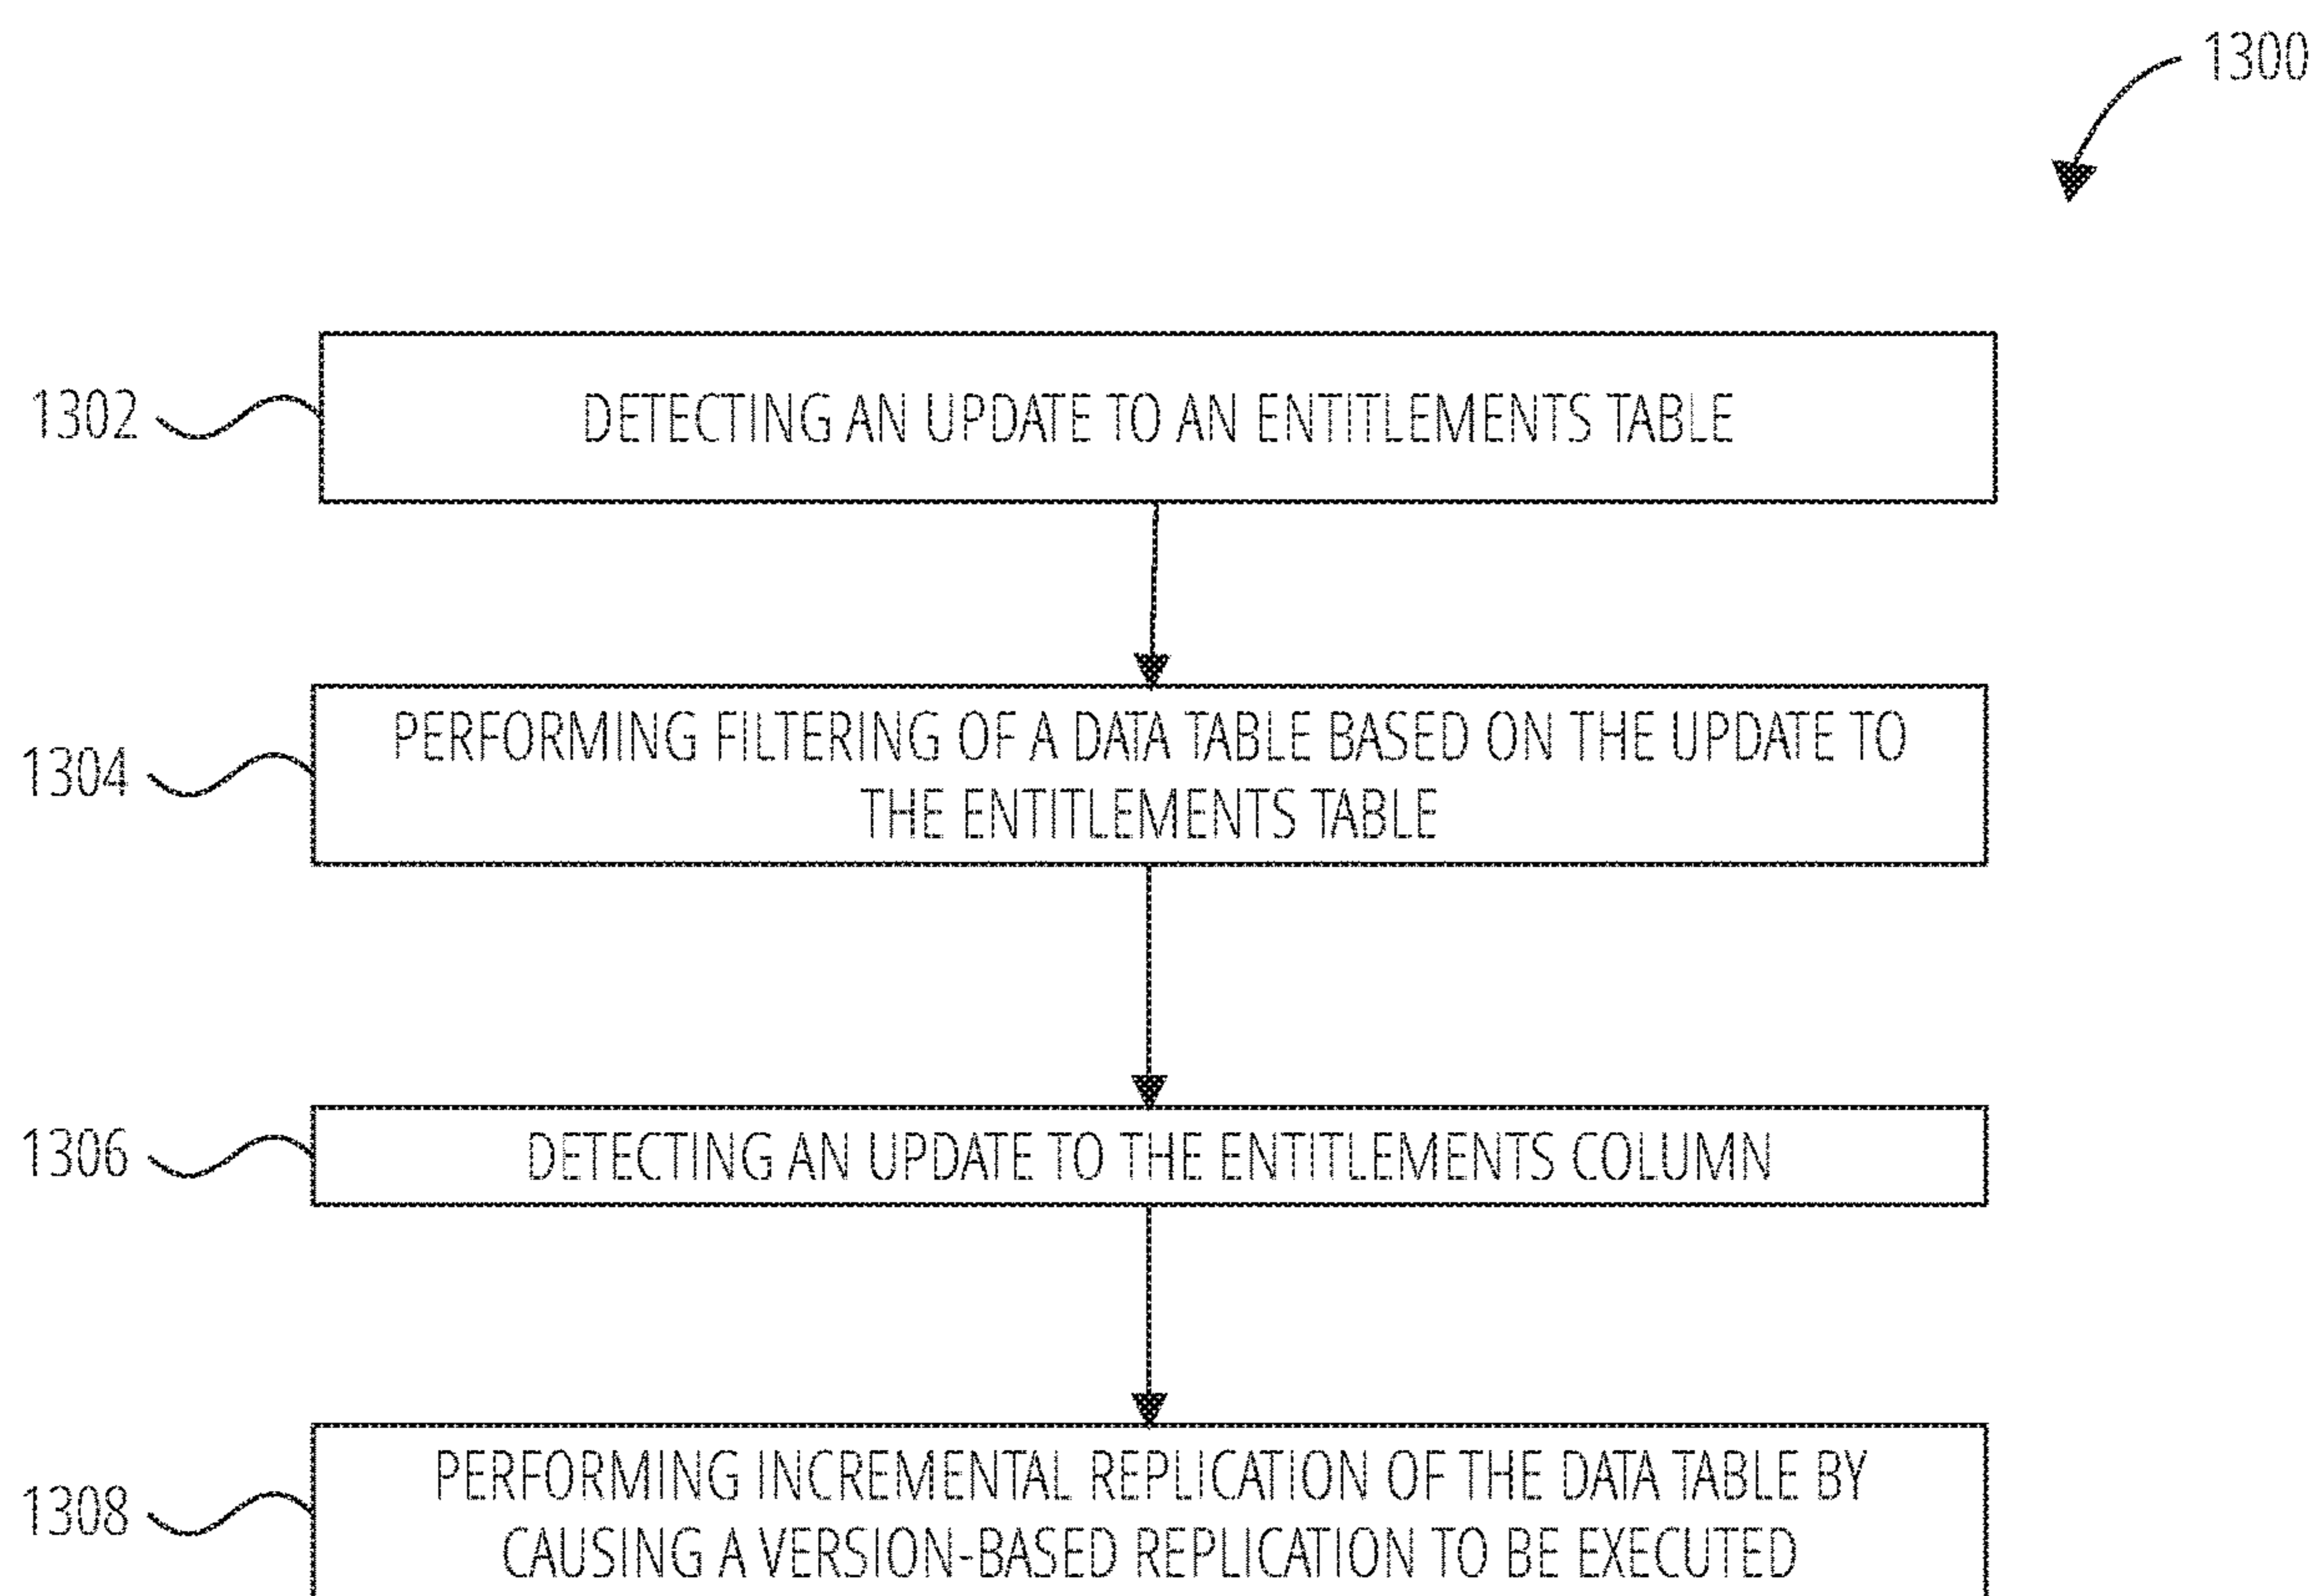 1300
1302
DETECTING AN UPDATE TO AN ENTITLEMENTS TABLE
1304
PERFORMING FILTERING OF A DATA TABLE BASED ON THE UPDATE TO
THE ENTITLEMENTS TABLE
1306
DETECTING AN UPDATE TO THE ENTITLEMENTS COLUMN
1308
PERFORMING INCREMENTAL REPLICATION OF THE DATA TABLE BY
CAUSING A VERSION-BASED REPLICATION TO BE EXECUTED